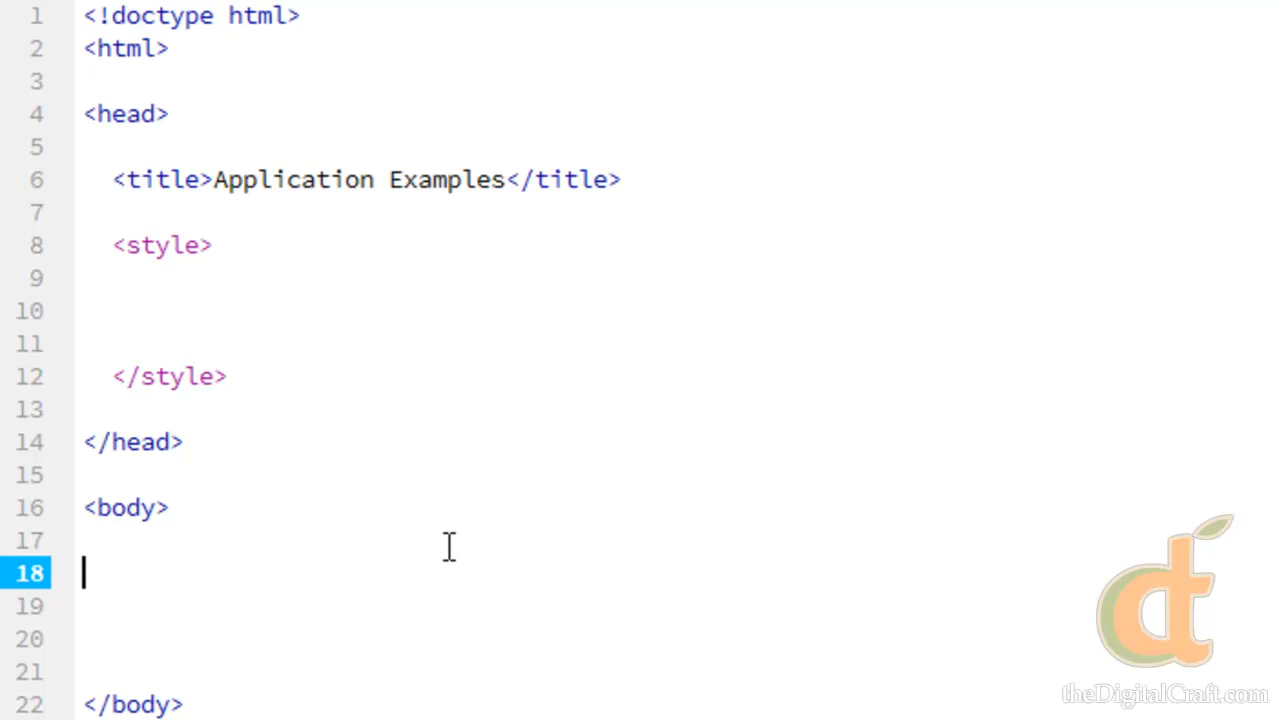 1 <!doctype html>
2 <html>
3
4 <head>
5
6 <title>Application Examples</title>
7
8 <style>
9
10
11
12 </style>
13
14 </head>
15
16 <body>
17
18
19
20
21
22 </body>
theDigitalCraft.com